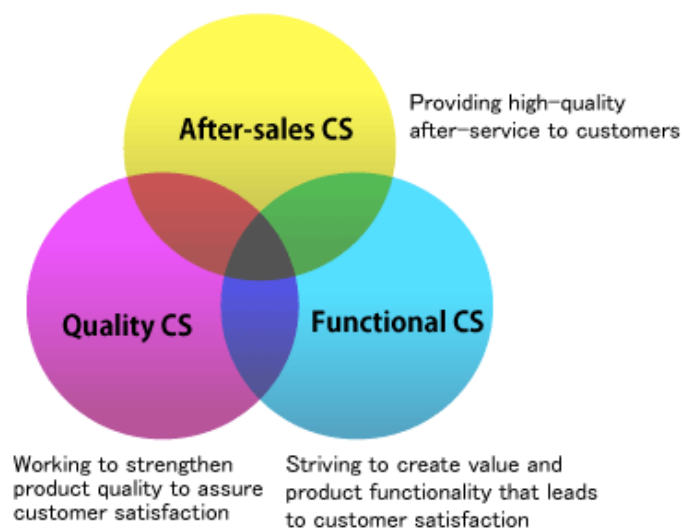 After-sales CS
Providing high-quality
after-service to customers
Quality CS
Functional CS
Working to strengthen
product quality to assure
customer satisfaction
Striving to create value and
product functionality that leads
to customer satisfaction